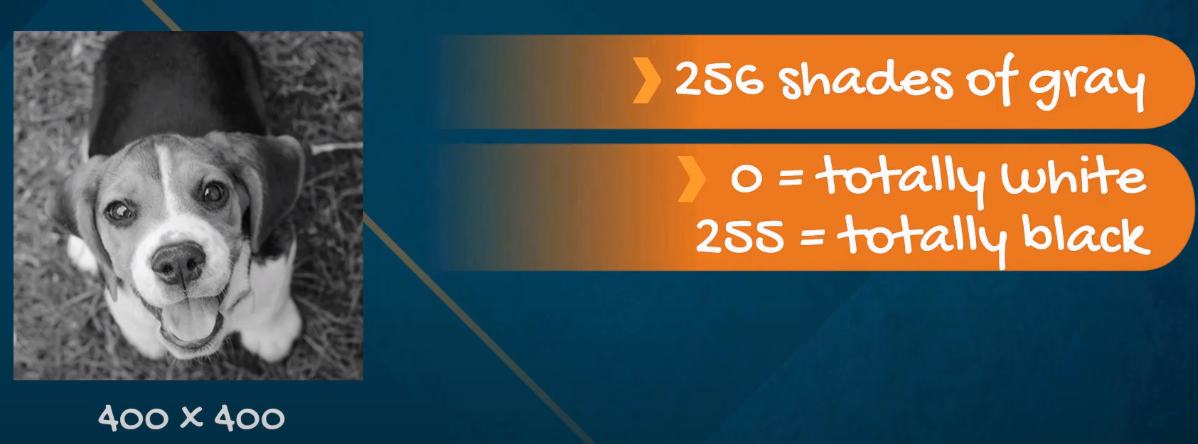 256 shades of gray
0 = totally white
255 = totally black
400 x 400